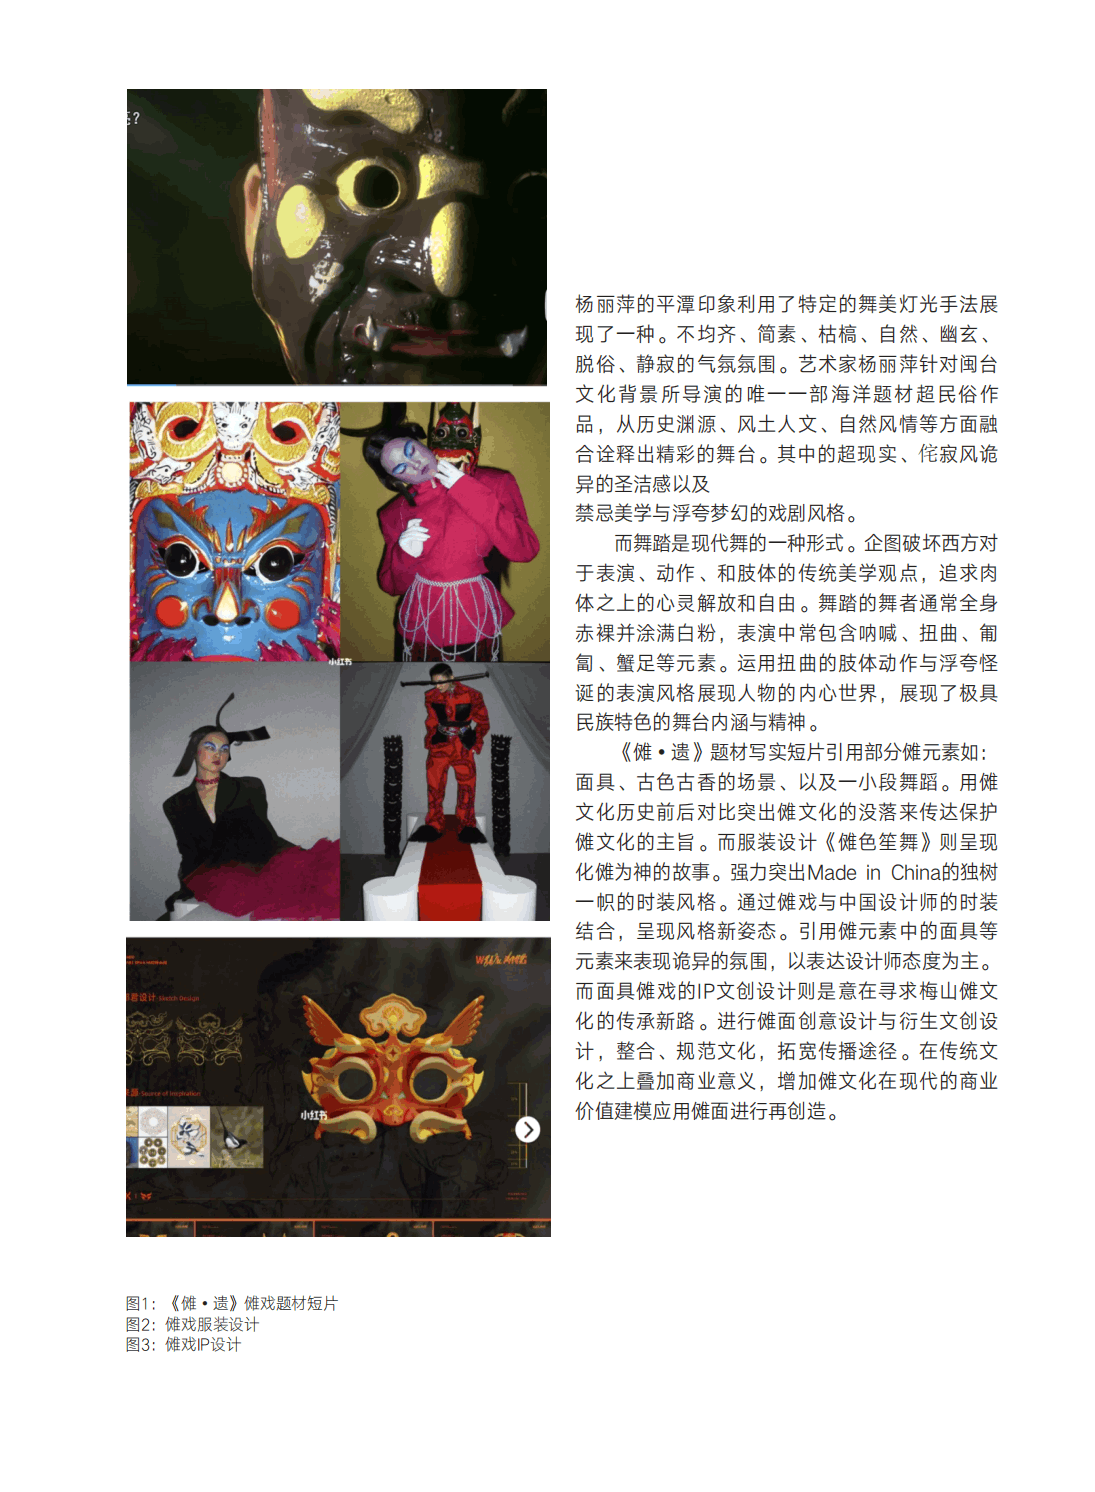 亮?
小红书
郎君设计 Sketch Design
来源 Source of Inspiration
小红书
杨丽萍的平潭印象利用了特定的舞美灯光手法展
现了一种。不均齐、简素、枯槁、自然、幽玄、
脱俗、静寂的气氛氛围。艺术家杨丽萍针对闽台
文化背景所导演的唯一一部海洋题材超民俗作
品，从历史渊源、风土人文、自然风情等方面融
合诠释出精彩的舞台。其中的超现实、侘寂风诡
异的圣洁感以及
禁忌美学与浮夸梦幻的戏剧风格。
而舞踏是现代舞的一种形式。企图破坏西方对
于表演、动作、和肢体的传统美学观点，追求肉
体之上的心灵解放和自由。舞踏的舞者通常全身
赤裸并涂满白粉，表演中常包含呐喊、扭曲、匍
匐、蟹足等元素。运用扭曲的肢体动作与浮夸怪
诞的表演风格展现人物的内心世界，展现了极具
民族特色的舞台内涵与精神。
《傩•遗》题材写实短片引用部分傩元素如：
面具、古色古香的场景、以及一小段舞蹈。用傩
文化历史前后对比突出傩文化的没落来传达保护
傩文化的主旨。而服装设计《傩色笙舞》则呈现
化傩为神的故事。强力突出Made in China的独树
一帜的时装风格。通过傩戏与中国设计师的时装
结合，呈现风格新姿态。引用傩元素中的面具等
元素来表现诡异的氛围，以表达设计师态度为主。
而面具傩戏的IP文创设计则是意在寻求梅山傩文
化的传承新路。进行傩面创意设计与衍生文创设
计，整合、规范文化，拓宽传播途径。在传统文
化之上叠加商业意义，增加傩文化在现代的商业
价值建模应用傩面进行再创造。
图1：《傩•遗》傩戏题材短片
图2：傩戏服装设计
图3：傩戏IP设计